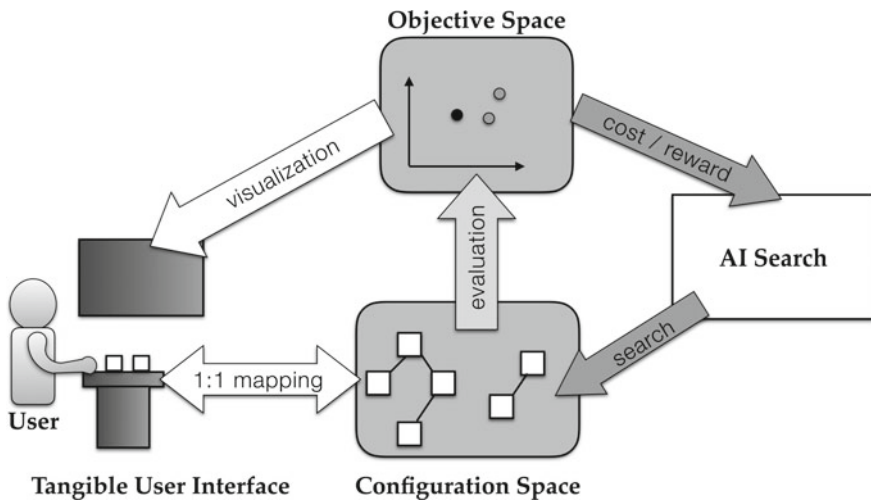 Objective Space
visualization
cost / reward
evaluation
AI Search
search
1:1 mapping
User
Tangible User Interface
Configuration Space